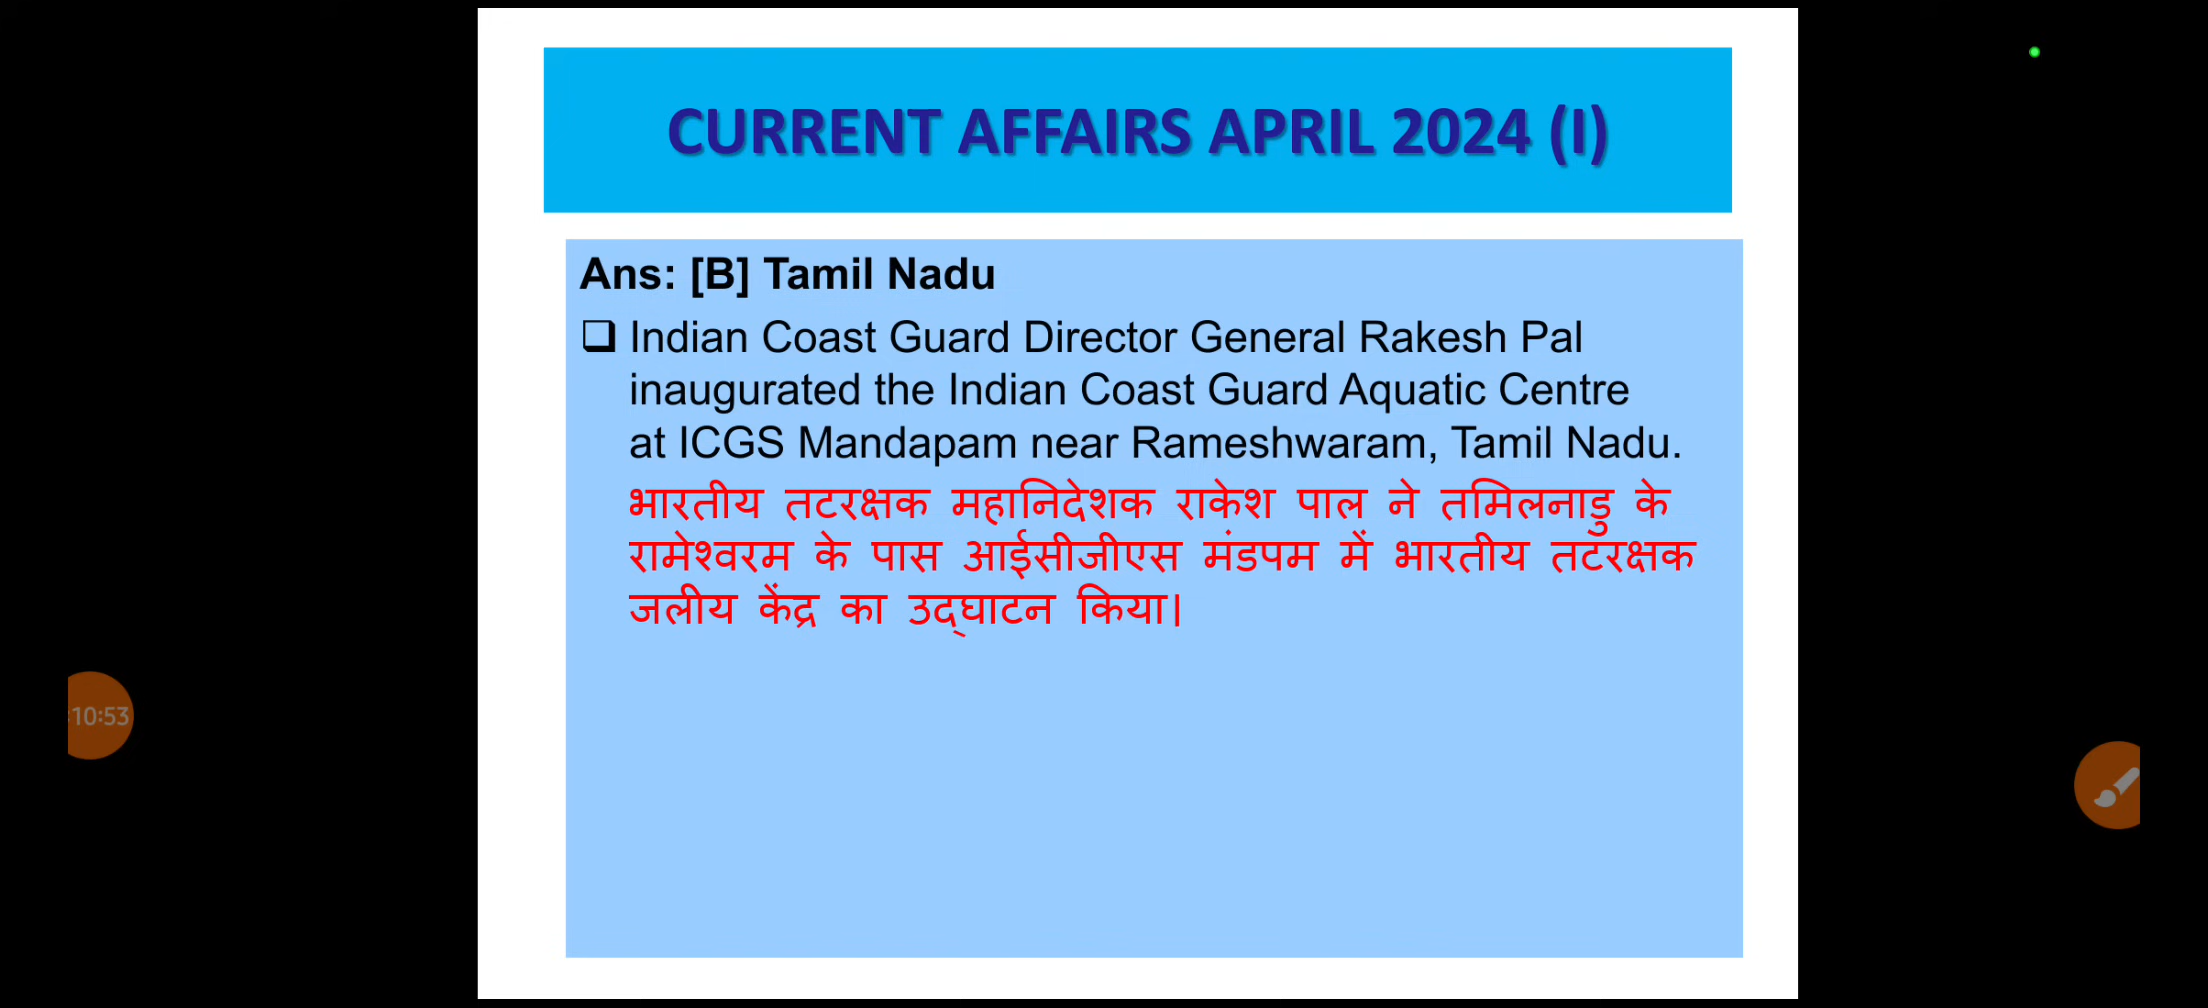 CURRENT AFFAIRS APRIL 2024 (I)
Ans: [B] Tamil Nadu
❑ Indian Coast Guard Director General Rakesh Pal
inaugurated the Indian Coast Guard Aquatic Centre
at ICGS Mandapam near Rameshwaram, Tamil Nadu.
भारतीय तटरक्षक महानिदेशक राकेश पाल ने तमिलनाडु के
रामेश्वरम के पास आईसीजीएस मंडपम में भारतीय तटरक्षक
जलीय केंद्र का उद्घाटन किया।
:10:53